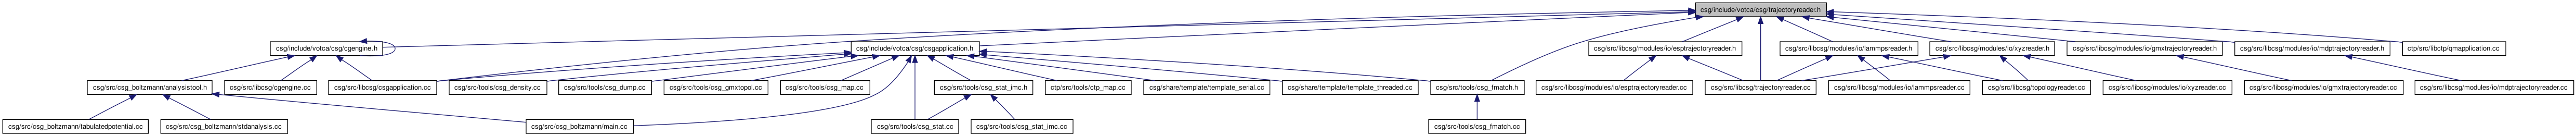 csg/include/votca/csg/trajectoryreader.h
csg/include/votca/csg/cgengine.h
csg/include/votca/csg/csgapplication.h
csg/src/libcsg/modules/io/esptrajectoryreader.h
csg/src/libcsg/modules/io/lammpsreader.h
csg/src/libcsg/modules/io/xyzreader.h
csg/src/libcsg/modules/io/gmxtrajectoryreader.h
csg/src/libcsg/modules/io/mdptrajectoryreader.h
ctp/src/libctp/qmapplication.cc
csg/src/csg_boltzmann/analysistool.h
csg/src/libcsg/cgengine.cc
csg/src/libcsg/csgapplication.cc
csg/src/tools/csg_density.cc
csg/src/tools/csg_dump.cc
csg/src/tools/csg_gmxtopol.cc
csg/src/tools/csg_map.cc
csg/src/tools/csg_stat_imc.h
ctp/src/tools/ctp_map.cc
csg/share/template/template_serial.cc
csg/share/template/template_threaded.cc
csg/src/tools/csg_fmatch.h
csg/src/libcsg/modules/io/esptrajectoryreader.cc
csg/src/libcsg/trajectoryreader.cc
csg/src/libcsg/modules/io/lammpsreader.cc
csg/src/libcsg/topologyreader.cc
csg/src/libcsg/modules/io/xyzreader.cc
csg/src/libcsg/modules/io/gmxtrajectoryreader.cc
csg/src/libcsg/modules/io/mdptrajectoryreader.cc
csg/src/csg_boltzmann/tabulatedpotential.cc
csg/src/csg_boltzmann/stdanalysis.cc
csg/src/csg_boltzmann/main.cc
csg/src/tools/csg_stat.cc
csg/src/tools/csg_stat_imc.cc
csg/src/tools/csg_fmatch.cc